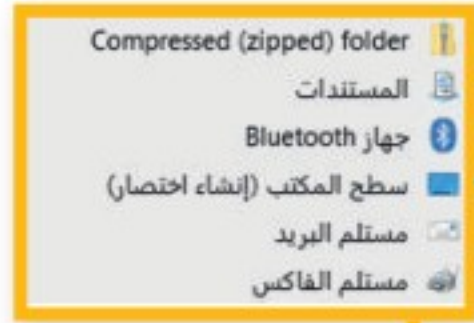 Compressed (zipped) folder
المستندات
جهاز Bluetooth
سطح المكتب (إنشاء اختصار)
مستلم البريد
مستلم الفاكس